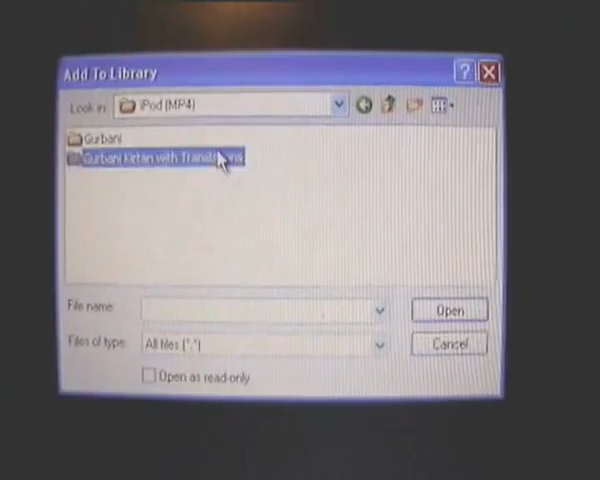 Add To Library
Look in: iPod (MP4)
Gurbani
Gurbani Kirtan with Translations
File name:
Open
Files of type: All files (*.*)
Cancel
Open as read-only